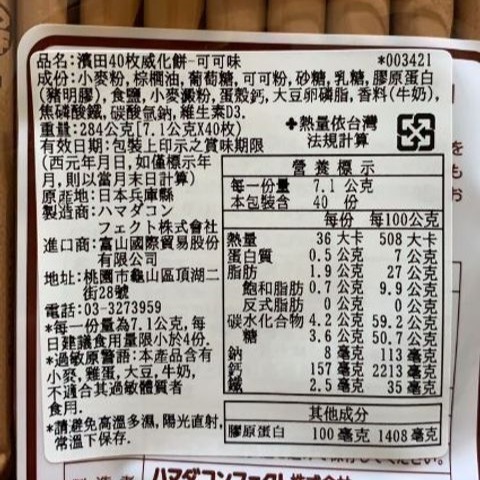 品名:濱田40枚威化餅-可可味 *003421
成份:小麥粉,棕櫚油,葡萄糖,可可粉,砂糖,乳糖,膠原蛋白
(豬明膠),食鹽,小麥澱粉,蛋殼鈣,大豆卵磷脂,香料(牛奶),
焦磷酸鐵,碳酸氫鈉,維生素D3.
重量:284公克[7.1公克X40枚]
有效日期:包裝上印示之賞味期限
(西元年月日,如僅標示年
月,則以當月末日計算)
原產地:日本兵庫縣
製造商:ハマダコン
フェクト株式會社
進口商:富山國際貿易股份
有限公司
地址:桃園市龜山區頂湖二
街28號
電話:03-3273959
*每一份量為7.1公克,每
日建議食用量限小於4份.
*過敏原警語:本產品含有
小麥,雞蛋,大豆,牛奶,
不適合其過敏體質者
食用.
*請避免高溫多濕,陽光直射,
常溫下保存.
✚熱量依台灣
法規計算
營養標示
每一份量 7.1 公克
本包裝含 40 份
每份 每100公克
熱量 36 大卡 508 大卡
蛋白質 0.5 公克 7 公克
脂肪 1.9 公克 27 公克
飽和脂肪 0.7 公克 9.9 公克
反式脂肪 0 公克 0 公克
碳水化合物 4.2 公克 59.2 公克
糖 3.6 公克 50.7 公克
鈉 8 毫克 113 毫克
鈣 157 毫克 2213 毫克
鐵 2.5 毫克 35 毫克
其他成分
膠原蛋白 100 毫克 1408 毫克
を
も
お
ハマダコンフェクト株式会社